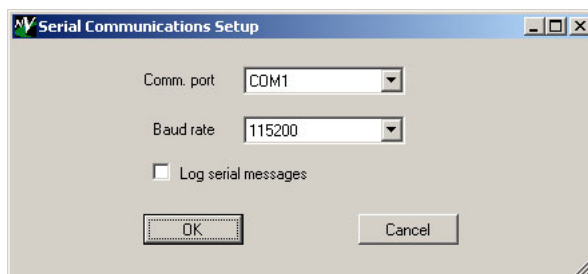 Serial Communications Setup
Comm. port COM1
Baud rate 115200
Log serial messages
OK Cancel